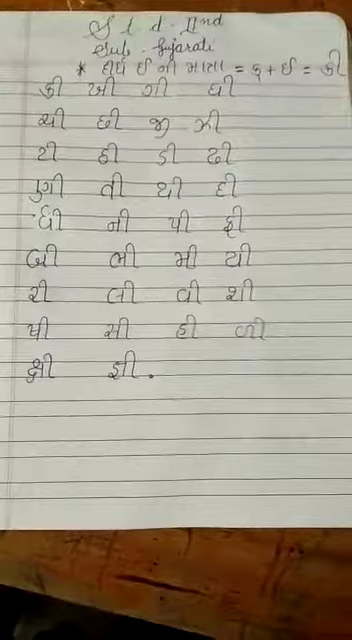 Std - IInd
Sub - Gujarati
* દીર્ઘ ઈ ની માત્રા = ક + ઈ = કી
કી ખી ગી ઘી
ચી છી જી ઝી
ટી ઠી ડી ઢી
ણી તી થી દી
ધી ની પી ફી
બી ભી મી યી
રી લી વી શી
ષી સી હી ળી
ક્ષી જ્ઞી.